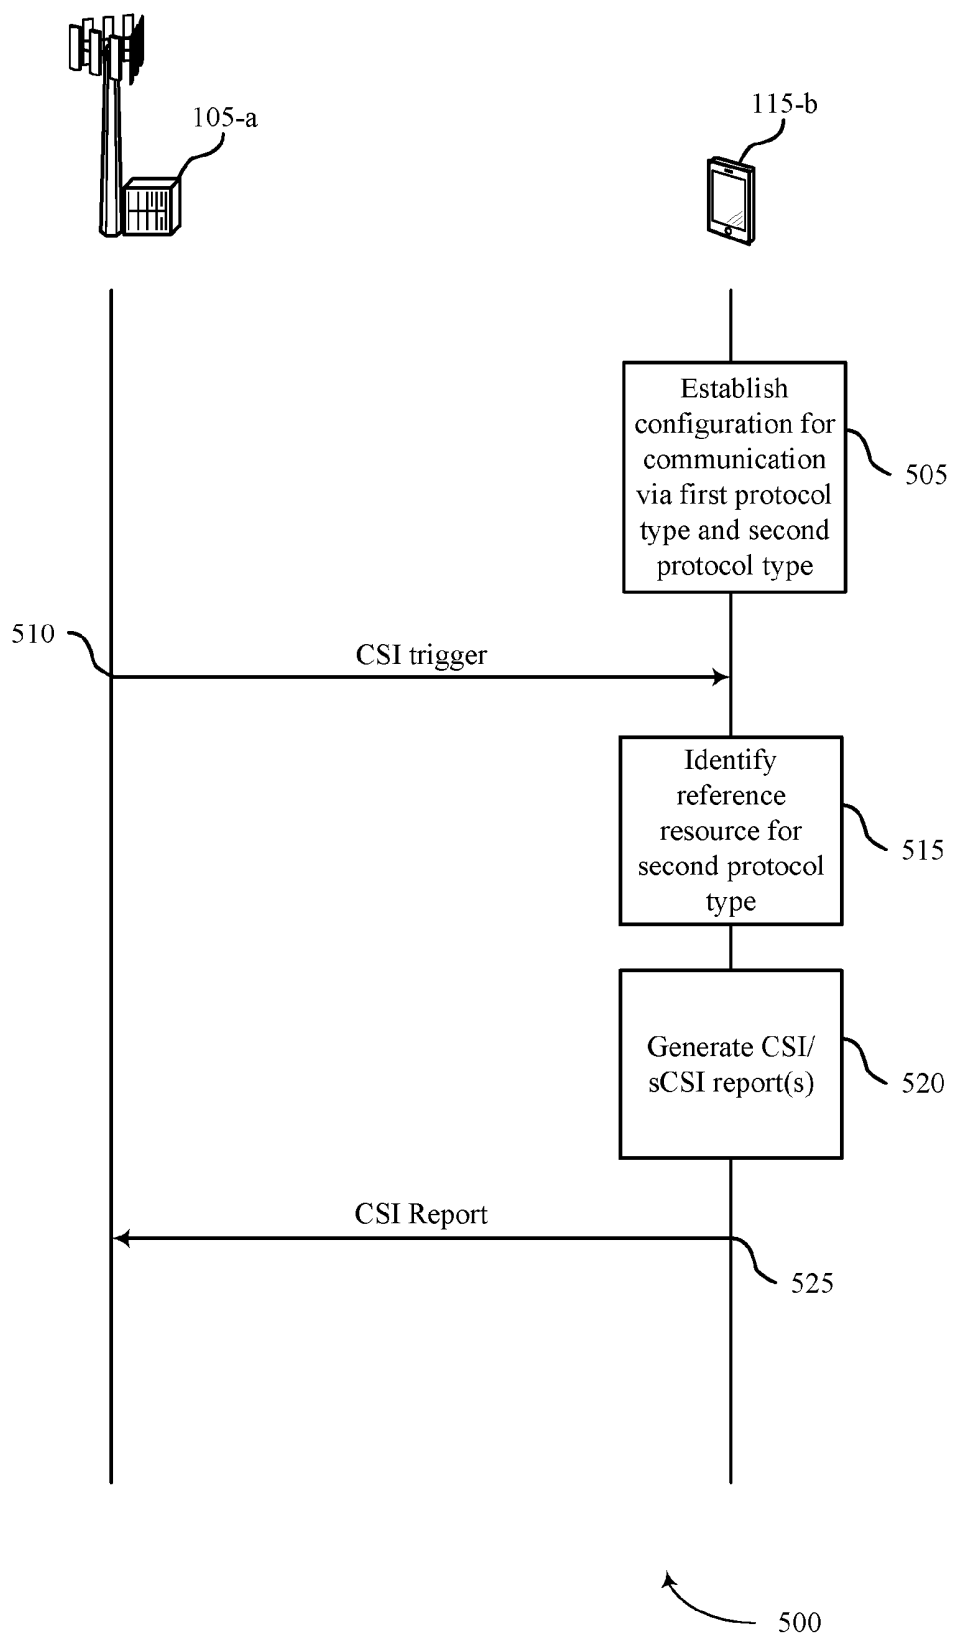 105-a
115-b
Establish
configuration for
communication
via first protocol
type and second
protocol type
505
510
CSI trigger
Identify
reference
resource for
second protocol
type
515
Generate CSI/
sCSI report(s)
520
CSI Report
525
500